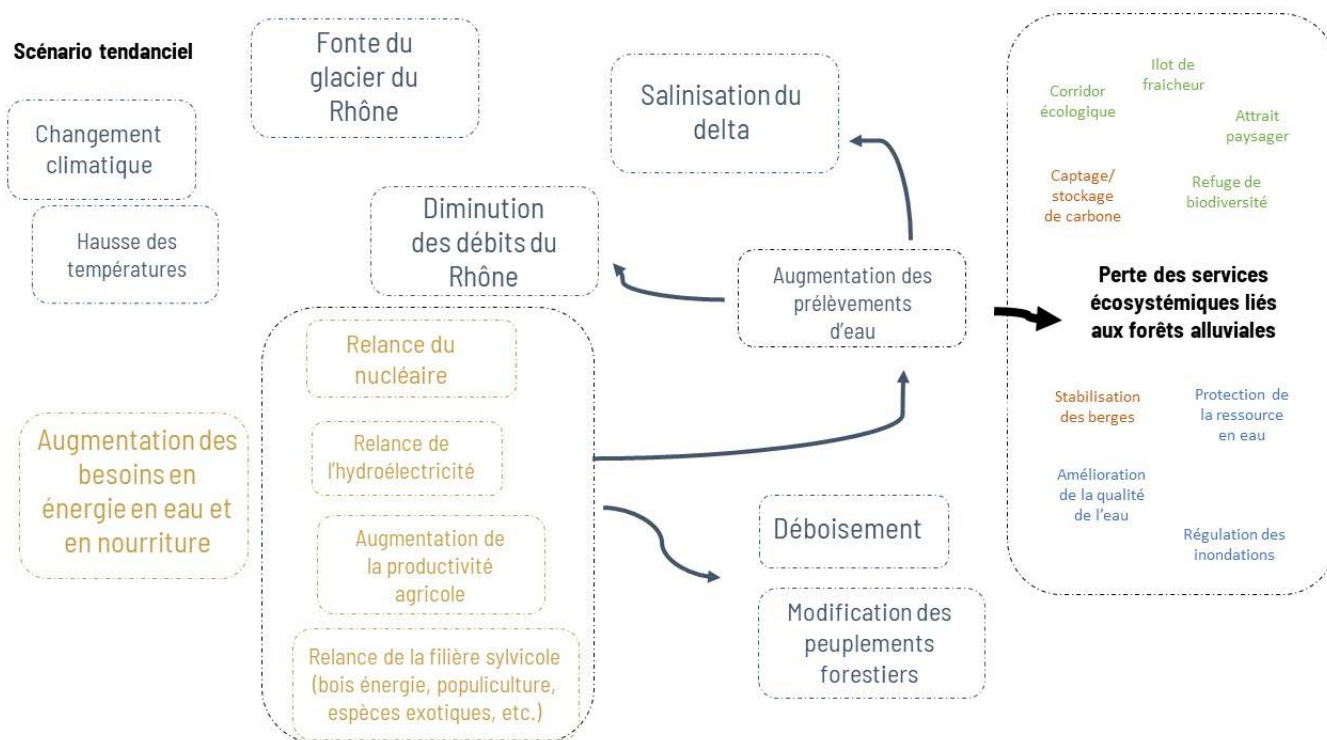 Scénario tendanciel
Changement
climatique
Hausse des
températures
Fonte du
glacier du
Rhône
Salinisation du
delta
Diminution
des débits du
Rhône
Augmentation des
prélèvements
d'eau
Augmentation des
besoins en
énergie en eau et
en nourriture
Relance du
nucléaire
Relance de
l'hydroélectricité
Augmentation de
la productivité
agricole
Relance de la filière sylvicole
(bois énergie, populiculture,
espèces exotiques, etc.)
Déboisement
Modification des
peuplements
forestiers
Ilot de
fraicheur
Corridor
écologique
Attrait
paysager
Captage/
stockage
de carbone
Refuge de
biodiversité
Perte des services
écosystémiques liés
aux forêts alluviales
Stabilisation
des berges
Protection de
la ressource
en eau
Amélioration
de la qualité
de l'eau
Régulation des
inondations